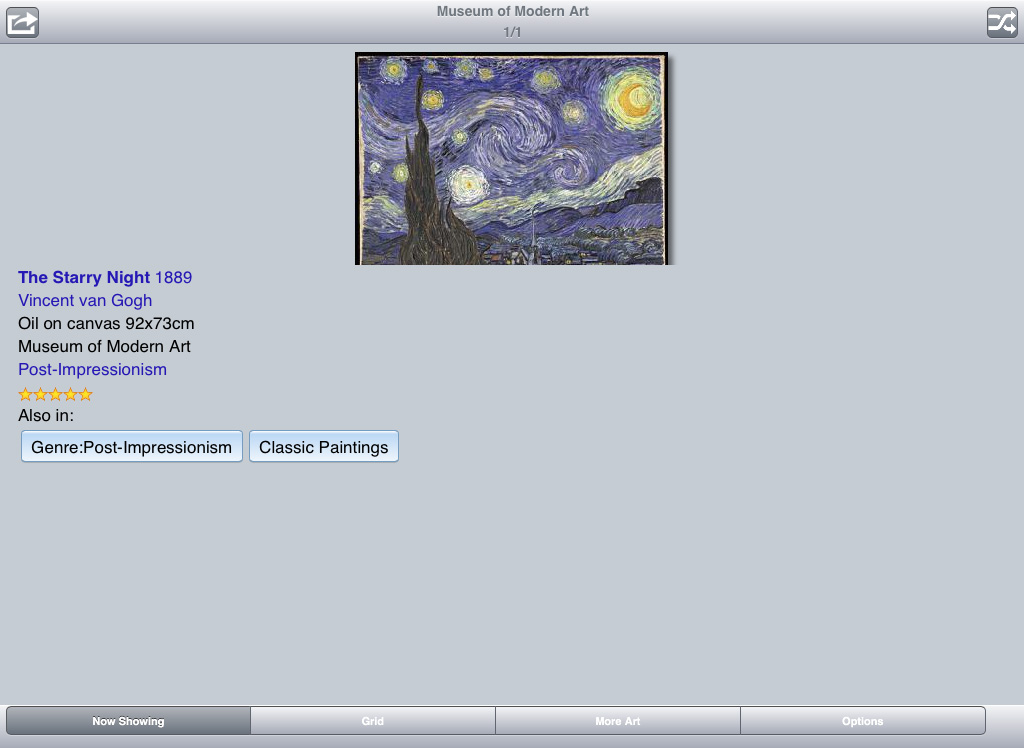 Museum of Modern Art
1/1
The Starry Night 1889
Vincent van Gogh
Oil on canvas 92x73cm
Museum of Modern Art
Post-Impressionism
Also in:
Genre:Post-Impressionism Classic Paintings
Now Showing Grid More Art Options